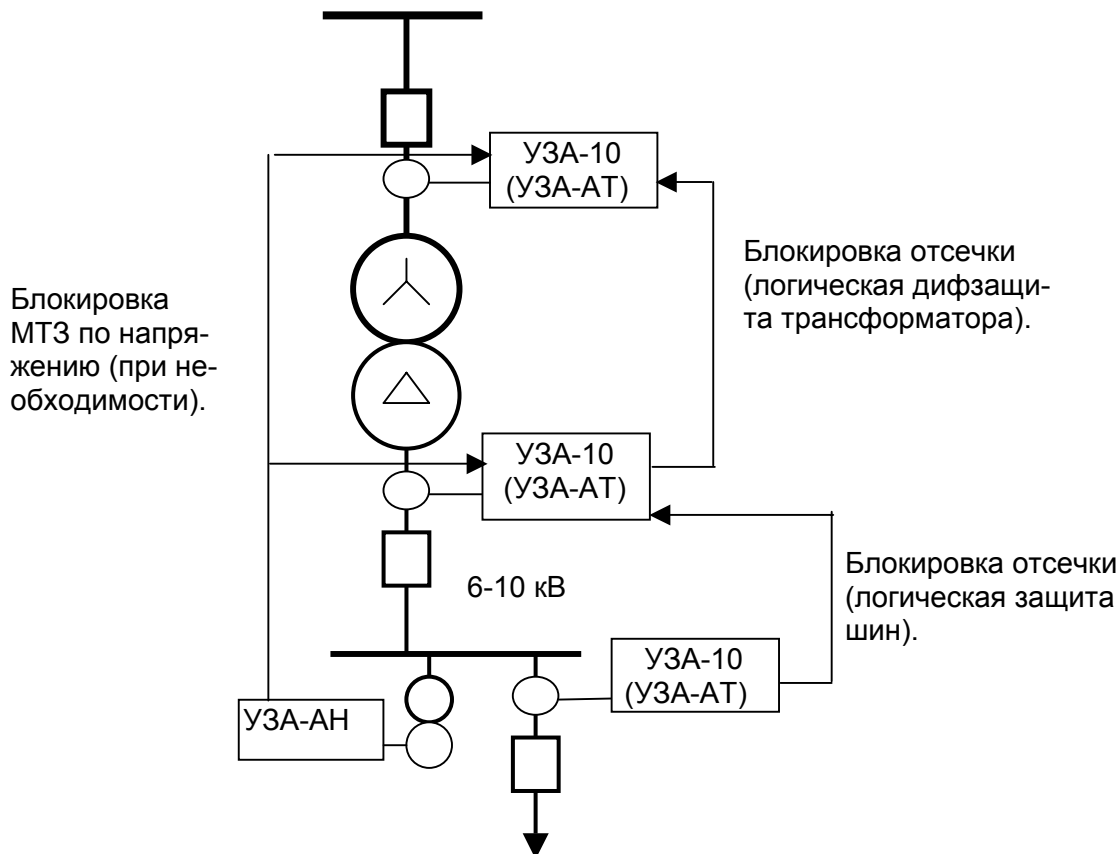 УЗА-10
(УЗА-АТ)
Блокировка отсечки
(логическая дифзащи-
та трансформатора).
Блокировка
МТЗ по напря-
жению (при не-
обходимости).
УЗА-10
(УЗА-АТ)
Блокировка отсечки
(логическая защита
шин).
6-10 кВ
УЗА-10
(УЗА-АТ)
УЗА-АН